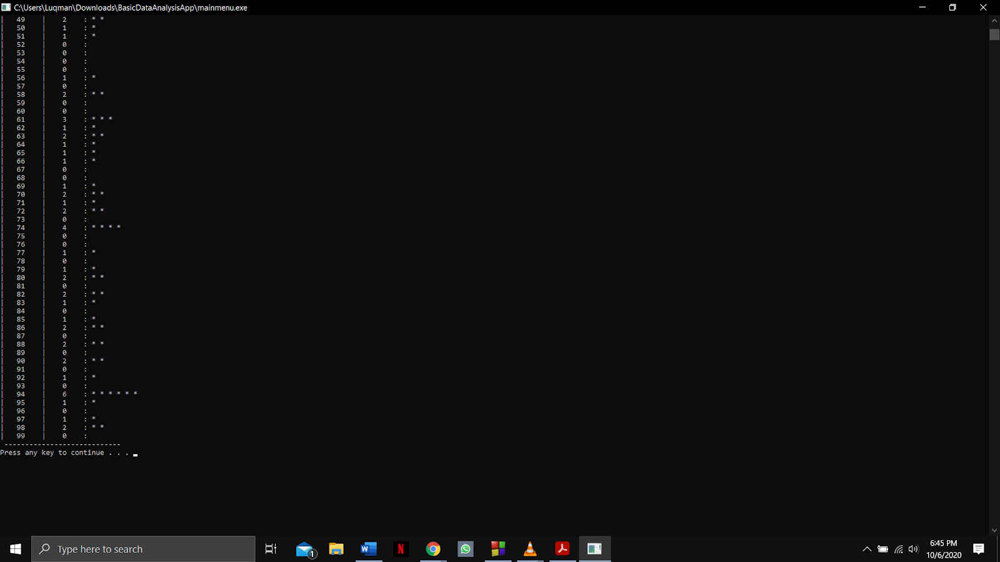 C:\Users\Luqman\Downloads\BasicDataAnalysisApp\mainmenu.exe
| 49 | 2 : * *
| 50 | 1 : *
| 51 | 1 : *
| 52 | 0 :
| 53 | 0 :
| 54 | 0 :
| 55 | 0 :
| 56 | 1 : *
| 57 | 0 :
| 58 | 2 : * *
| 59 | 0 :
| 60 | 0 :
| 61 | 3 : * * *
| 62 | 1 : *
| 63 | 2 : * *
| 64 | 1 : *
| 65 | 1 : *
| 66 | 1 : *
| 67 | 0 :
| 68 | 0 :
| 69 | 1 : *
| 70 | 2 : * *
| 71 | 1 : *
| 72 | 2 : * *
| 73 | 0 :
| 74 | 4 : * * * *
| 75 | 0 :
| 76 | 0 :
| 77 | 1 : *
| 78 | 0 :
| 79 | 1 : *
| 80 | 2 : * *
| 81 | 0 :
| 82 | 2 : * *
| 83 | 1 : *
| 84 | 0 :
| 85 | 1 : *
| 86 | 2 : * *
| 87 | 0 :
| 88 | 2 : * *
| 89 | 0 :
| 90 | 2 : * *
| 91 | 0 :
| 92 | 1 : *
| 93 | 0 :
| 94 | 6 : * * * * * *
| 95 | 1 : *
| 96 | 0 :
| 97 | 1 : *
| 98 | 2 : * *
| 99 | 0 :
----------------------------
Press any key to continue . . .
Type here to search
1
W
N
6:45 PM
10/6/2020